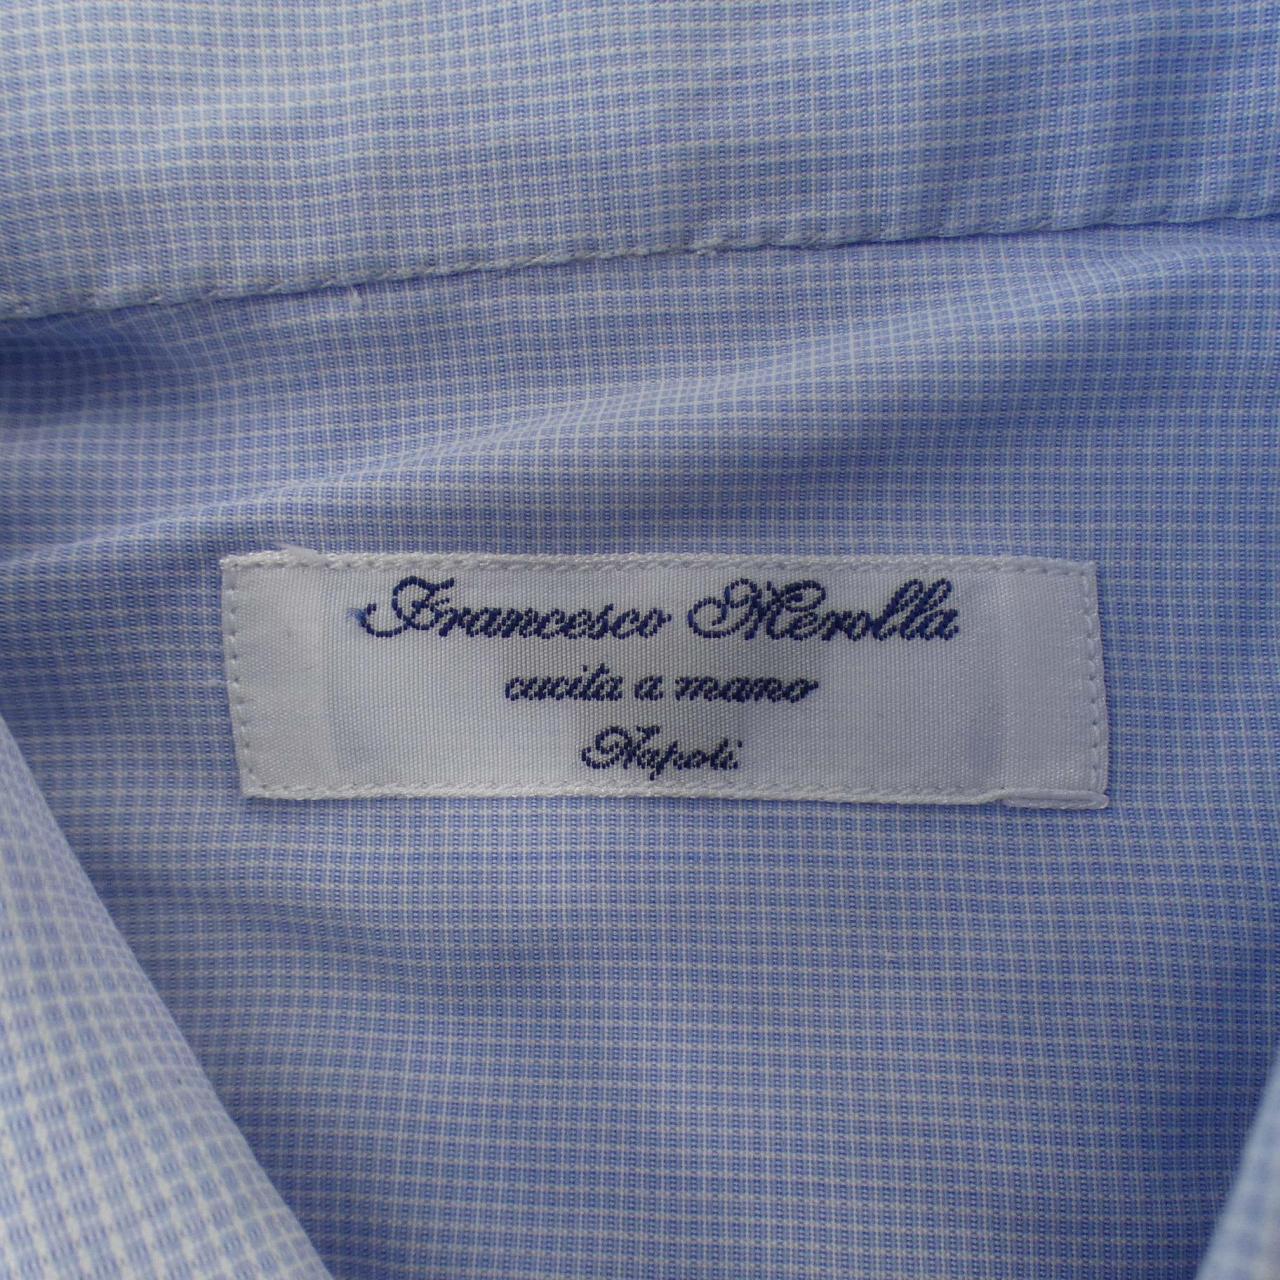 Francesco Merolla
cucita a mano
Napoli